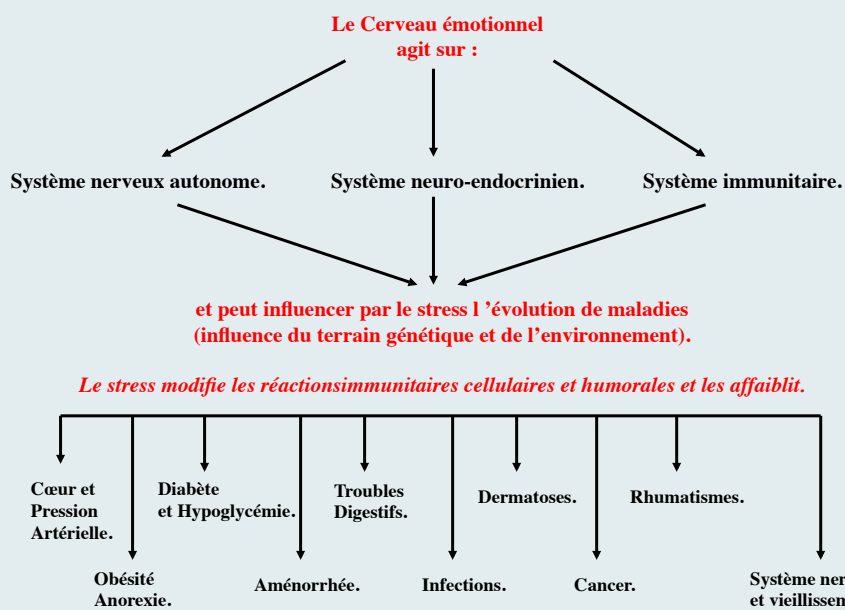 Le Cerveau émotionnel
agit sur :
Système nerveux autonome.
Système neuro-endocrinien.
Système immunitaire.
et peut influencer par le stress l ’évolution de maladies
(influence du terrain génétique et de l’environnement).
Le stress modifie les réactionsimmunitaires cellulaires et humorales et les affaiblit.
Cœur et
Pression
Artérielle.
Diabète
et Hypoglycémie.
Troubles
Digestifs.
Dermatoses.
Rhumatismes.
Obésité
Anorexie.
Aménorrhée.
Infections.
Cancer.
Système
et